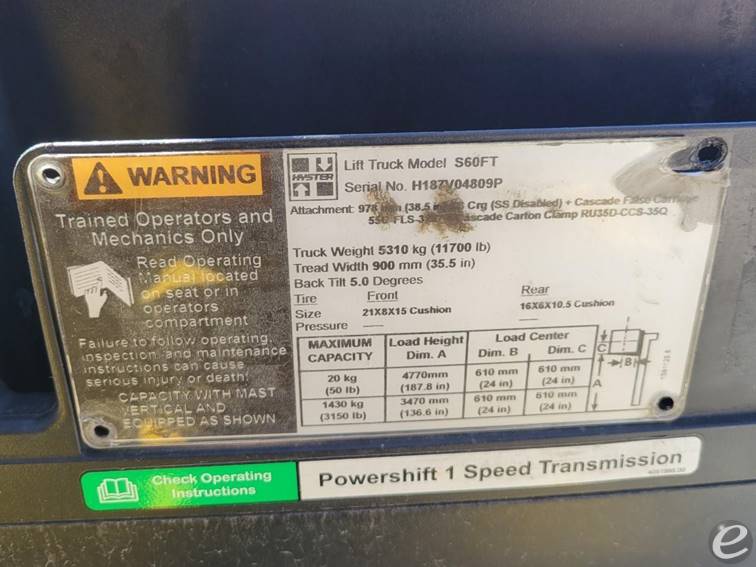 WARNING
Trained Operators and
Mechanics Only
Read Operating
Manual located
on seat or in
operators
compartment
Failure to follow operating,
inspection and maintenance
instructions can cause
serious injury or death!
CAPACITY WITH MAST
VERTICAL AND
EQUIPPED AS SHOWN
HYSTER
Lift Truck Model S60FT
Serial No. H187V04809P
Attachment: 978 mm (38.5 in) Crg (SS Disabled) + Cascade False Carriage
55D-FLS- Cascade Carton Clamp RU35D-CCS-35Q
Truck Weight 5310 kg (11700 lb)
Tread Width 900 mm (35.5 in)
Back Tilt 5.0 Degrees
Tire Front Rear
Size 21X8X15 Cushion 16X6X10.5 Cushion
Pressure —— ——
MAXIMUM CAPACITY Load Height Dim. A Load Center Dim. B Dim. C
20 kg (50 lb) 4770mm (187.8 in) 610 mm (24 in) 610 mm (24 in)
1430 kg (3150 lb) 3470 mm (136.6 in) 610 mm (24 in) 610 mm (24 in)
C
B
A
Check Operating
Instructions
Powershift 1 Speed Transmission
e